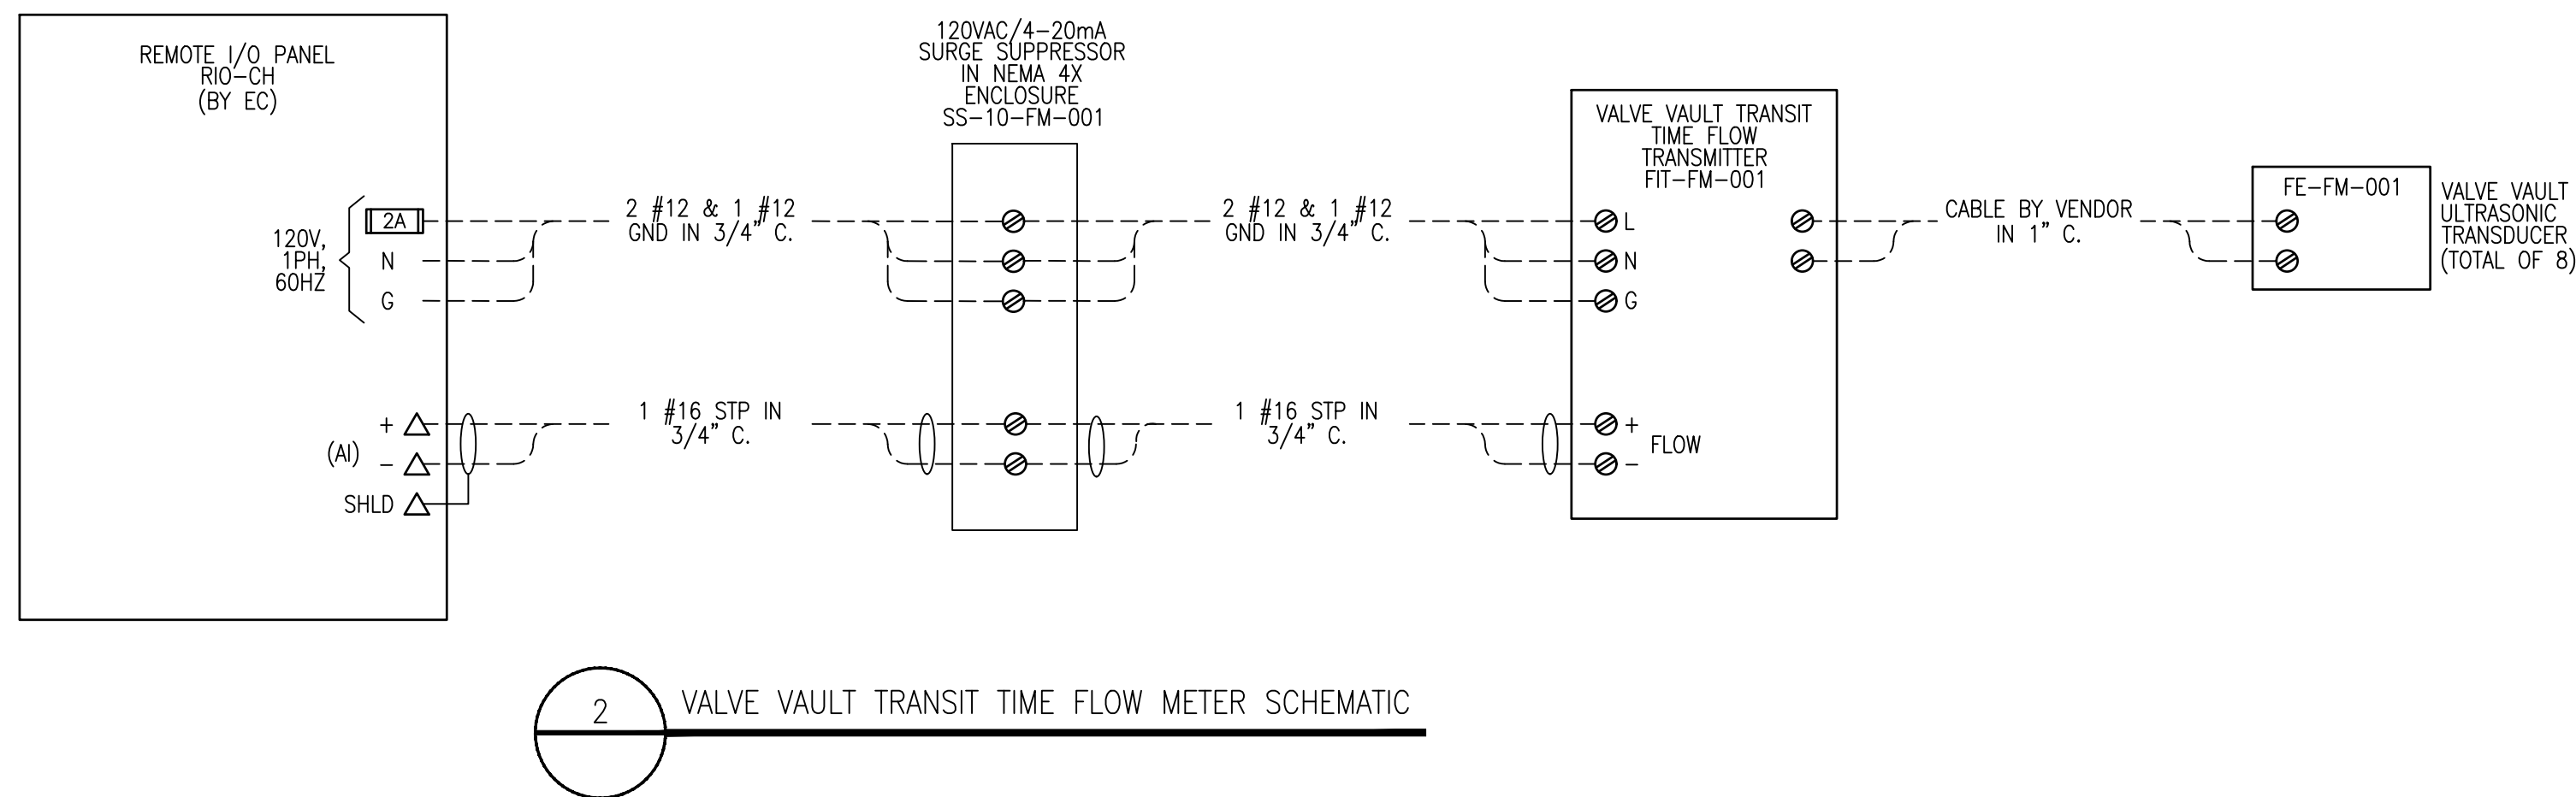 REMOTE I/O PANEL
RIO-CH
(BY EC)
120VAC/4-20mA
SURGE SUPPRESSOR
IN NEMA 4X
ENCLOSURE
SS-10-FM-001
VALVE VAULT TRANSIT
TIME FLOW
TRANSMITTER
FIT-FM-001
FE-FM-001
VALVE VAULT
ULTRASONIC
TRANSDUCER
(TOTAL OF 8)
120V,
1PH,
60HZ
2A
N
G
2 #12 & 1 #12
GND IN 3/4" C.
2 #12 & 1 #12
GND IN 3/4" C.
L
N
G
CABLE BY VENDOR
IN 1" C.
(AI)
+
-
SHLD
1 #16 STP IN
3/4" C.
1 #16 STP IN
3/4" C.
+
-
FLOW
2
VALVE VAULT TRANSIT TIME FLOW METER SCHEMATIC